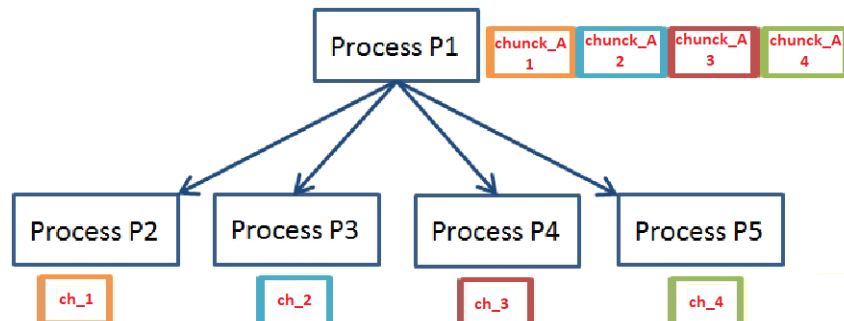 Process P1
chunck_A
1
chunck_A
2
chunck_A
3
chunck_A
4
Process P2
Process P3
Process P4
Process P5
ch_1
ch_2
ch_3
ch_4